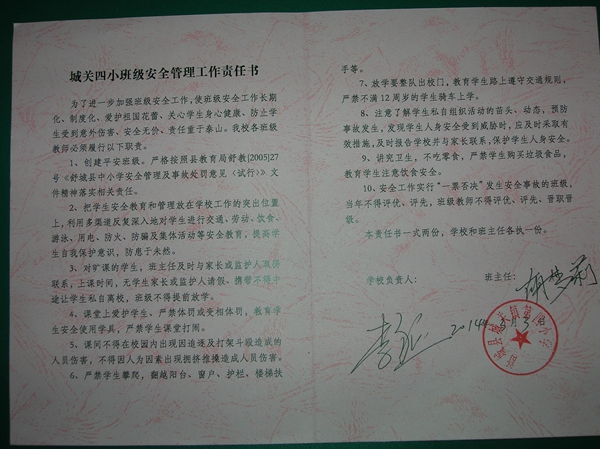 城关四小班级安全管理工作责任书
为了进一步加强班级安全工作,使班级安全工作长期
化、制度化、爱护祖国花蕾、关心学生身心健康、防止学
生受到意外伤害、安全无价、责任重于泰山。我校各班级
教师必须履行以下职责:
1、创建平安班级。严格按照县教育局舒教[2005]27
号《舒城县中小学安全管理及事故处罚意见〈试行〉》文
件精神落实相关责任。
2、把学生安全教育和管理放在学校工作的突出位置
上,利用多渠道反复深入地对学生进行交通、劳动、饮食、
游泳、用电、防火、防骗及集体活动等安全教育,提高学
生自我保护意识,防患于未然。
3、对旷课的学生,班主任及时与家长或监护人取得
联系,上课时间,无学生家长或监护人请假、携带不得中
途让学生私自离校,班级不得提前放学。
4、课堂上爱护学生、严禁体罚或变相体罚,教育学
生安全使用学具,严禁学生课堂打闹。
5、课间不得在校园内出现因追逐及打架斗殴造成的
人员伤害,不得因人为因素出现拥挤推搡造成人员伤害。
6、严禁学生攀爬,翻越阳台、窗户、护栏、楼梯扶
手等。
7、放学要整队出校门,教育学生路上遵守交通规则,
严禁不满12周岁的学生骑车上学。
8、注意了解学生私自组织活动的苗头、动态,预防
事故发生,发现学生人身安全受到威胁时,应及时采取有
效措施,及时报告学校并与家长联系,保护学生人身安全。
9、讲究卫生、不吃零食,严禁学生购买垃圾食品,
教育学生注意饮食安全。
10、安全工作实行“一票否决”发生安全事故的班级,
当年不得评优、评先,班级教师不得评优、评先、晋职晋
级。
本责任书一式两份,学校和班主任各执一份。
学校负责人:
班主任:
2014